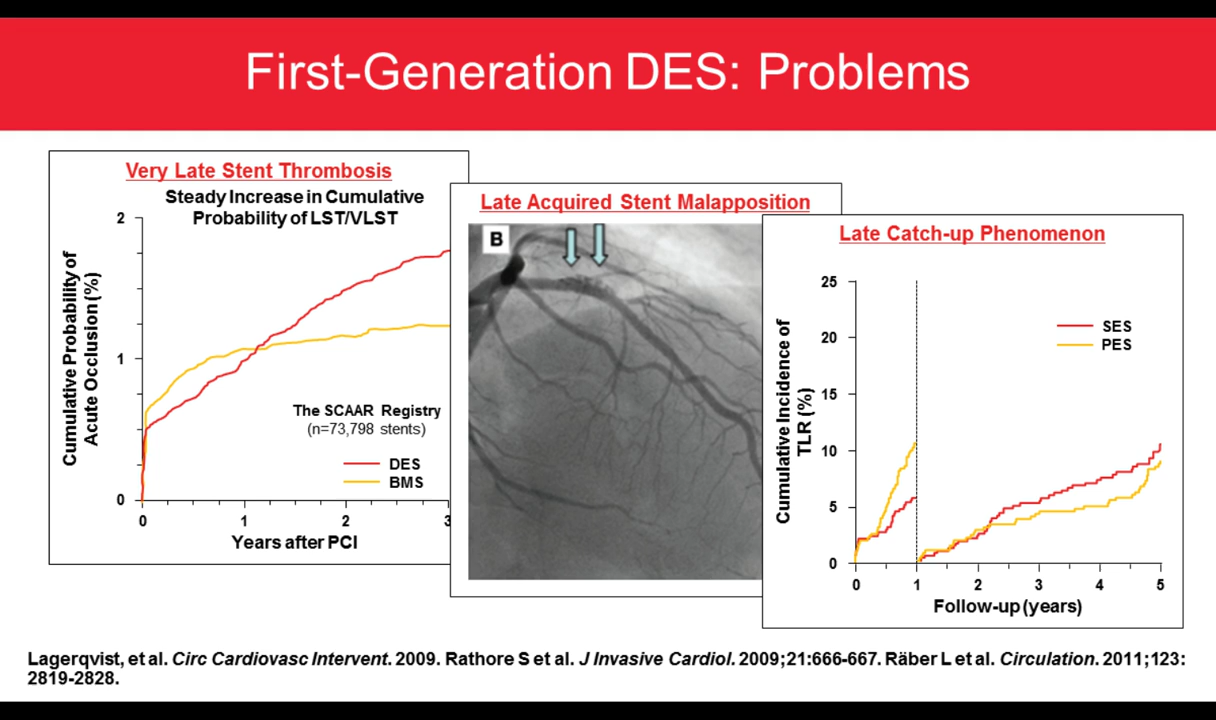 First-Generation DES: Problems
Very Late Stent Thrombosis
Steady Increase in Cumulative
Probability of LST/VLST
Cumulative Probability of
Acute Occlusion (%)
2
1
0
The SCAAR Registry
(n=73,798 stents)
DES
BMS
0 1 2 3
Years after PCI
Late Acquired Stent Malapposition
B
Late Catch-up Phenomenon
Cumulative Incidence of
TLR (%)
25
20
15
10
5
0
SES
PES
0 1 2 3 4 5
Follow-up (years)
Lagerqvist, et al. Circ Cardiovasc Intervent. 2009. Rathore S et al. J Invasive Cardiol. 2009;21:666-667. Räber L et al. Circulation. 2011;123:
2819-2828.